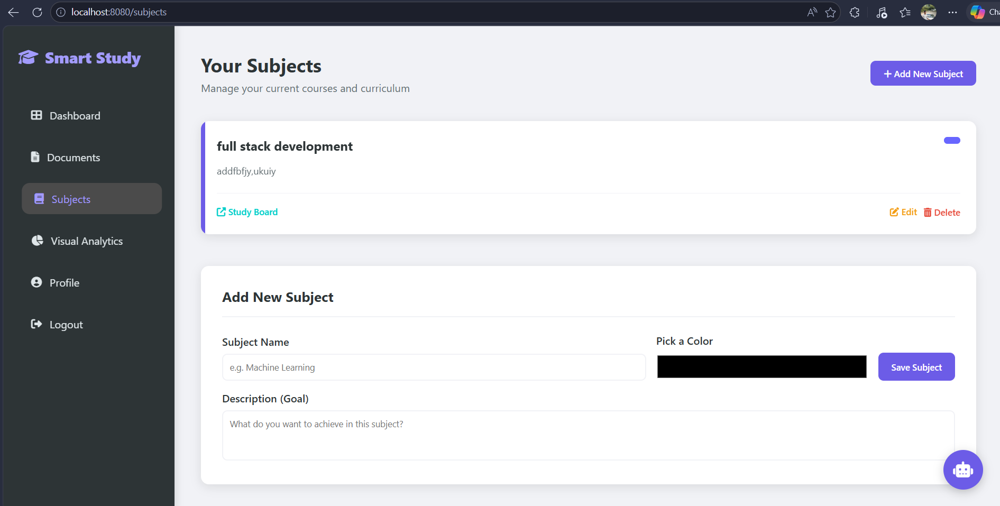 localhost:8080/subjects
Cha
Smart Study
Dashboard
Documents
Subjects
Visual Analytics
Profile
Logout
Your Subjects
Manage your current courses and curriculum
+ Add New Subject
full stack development
addfbfjy,ukuiy
Study Board
Edit Delete
Add New Subject
Subject Name
Pick a Color
e.g. Machine Learning
Save Subject
Description (Goal)
What do you want to achieve in this subject?